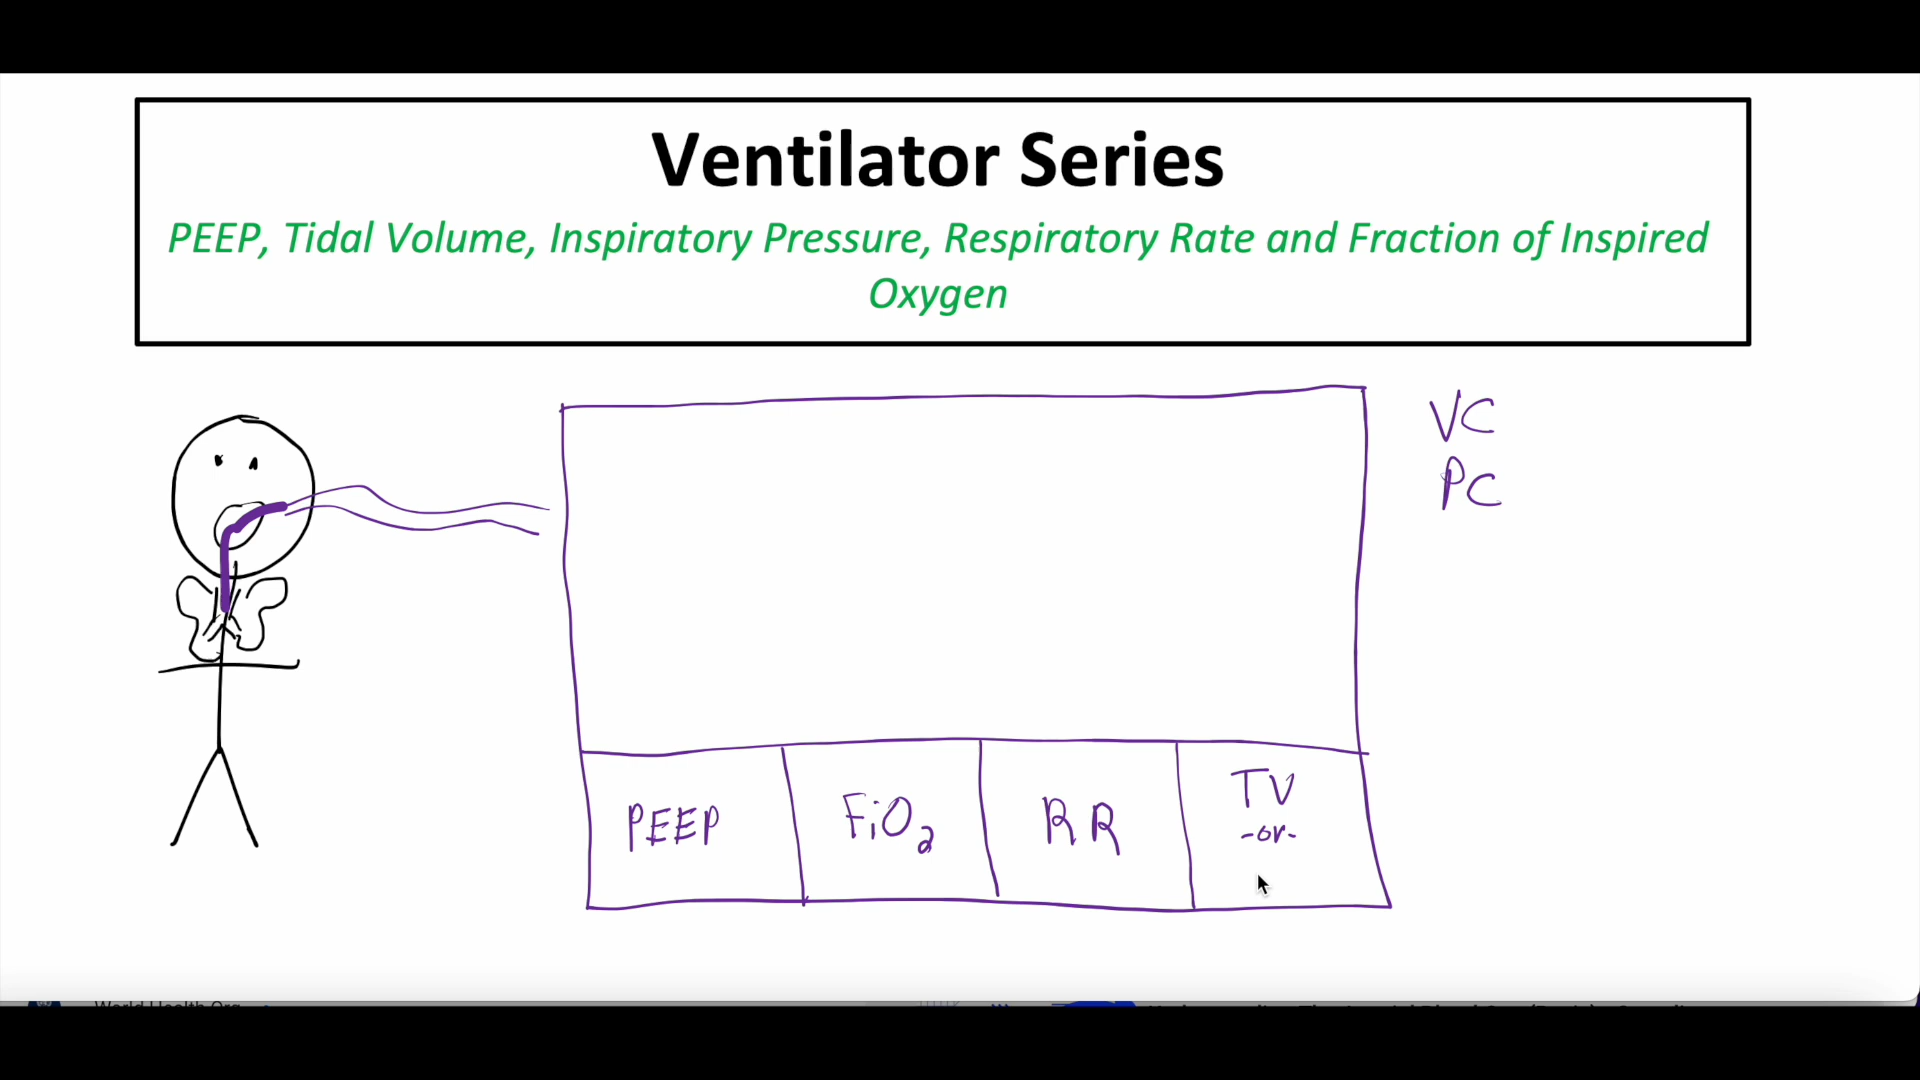 Ventilator Series
PEEP, Tidal Volume, Inspiratory Pressure, Respiratory Rate and Fraction of Inspired
Oxygen
VC
PC
PEEP
FiO2
RR
TV
-or-